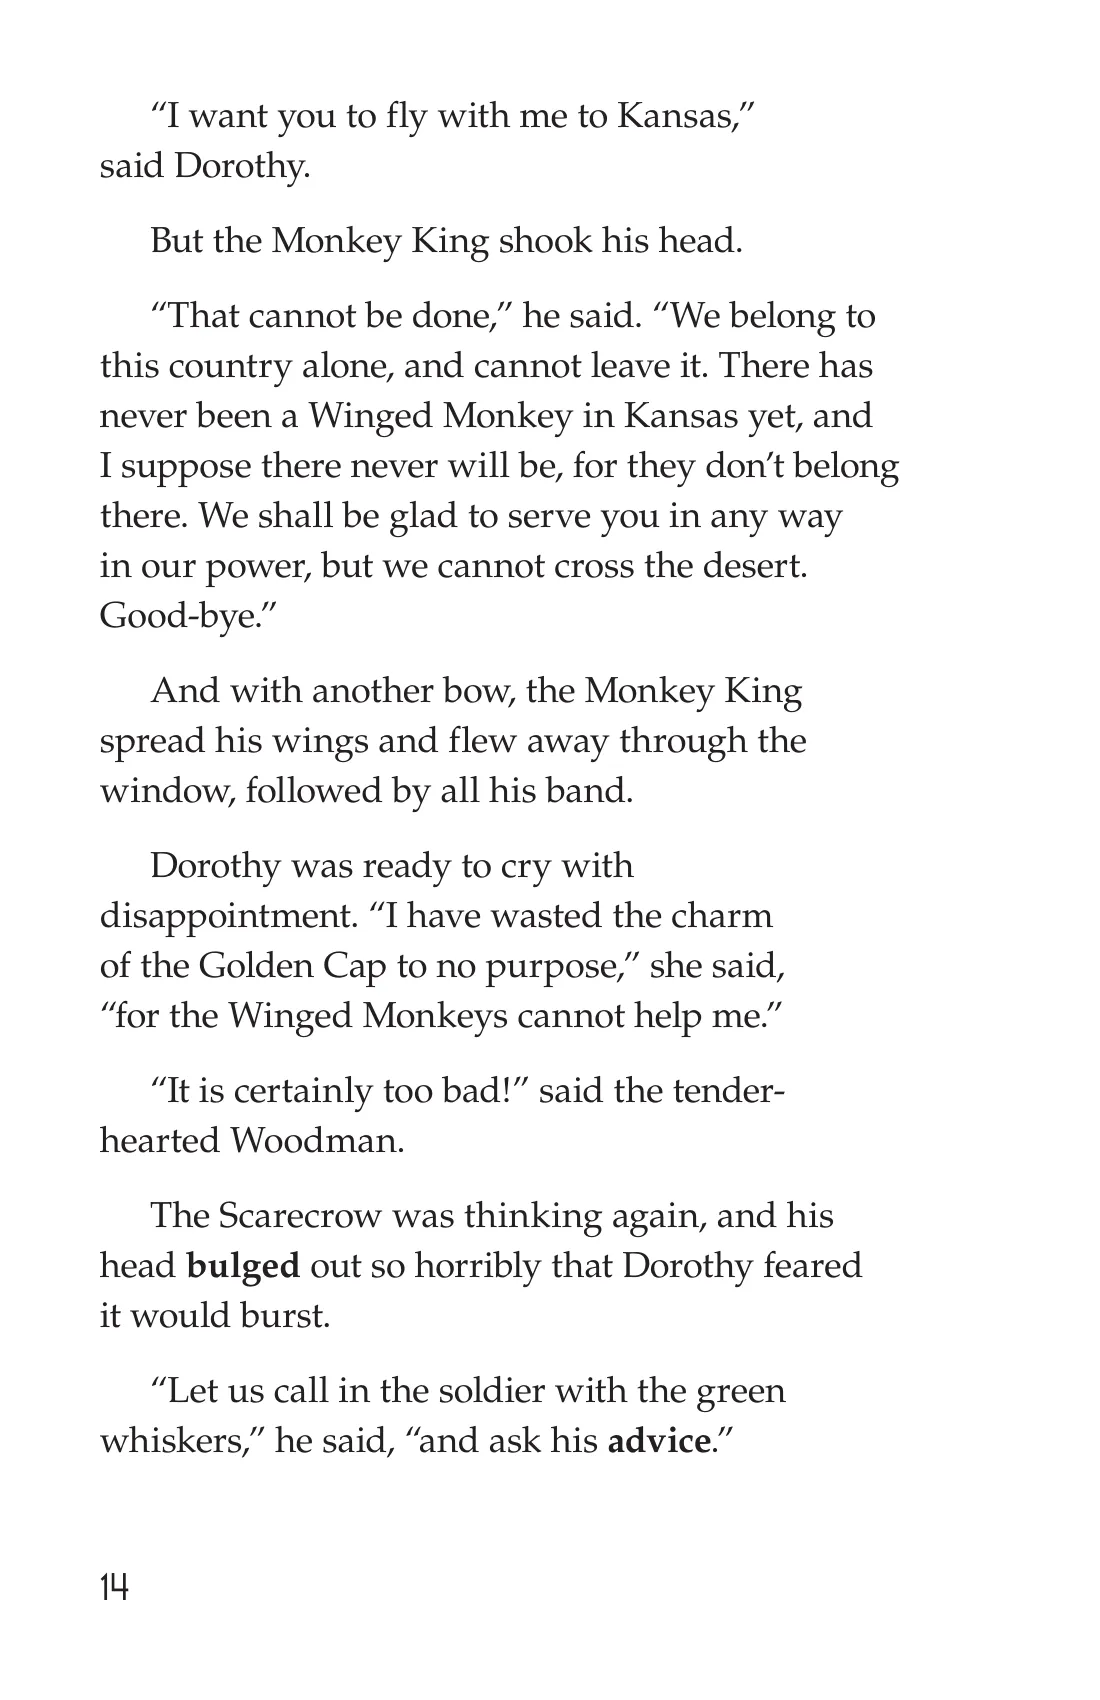 “I want you to fly with me to Kansas,”
said Dorothy.
But the Monkey King shook his head.
“That cannot be done,” he said. “We belong to
this country alone, and cannot leave it. There has
never been a Winged Monkey in Kansas yet, and
I suppose there never will be, for they don’t belong
there. We shall be glad to serve you in any way
in our power, but we cannot cross the desert.
Good-bye.”
And with another bow, the Monkey King
spread his wings and flew away through the
window, followed by all his band.
Dorothy was ready to cry with
disappointment. “I have wasted the charm
of the Golden Cap to no purpose,” she said,
“for the Winged Monkeys cannot help me.”
“It is certainly too bad!” said the tender-
hearted Woodman.
The Scarecrow was thinking again, and his
head bulged out so horribly that Dorothy feared
it would burst.
“Let us call in the soldier with the green
whiskers,” he said, “and ask his advice.”
14